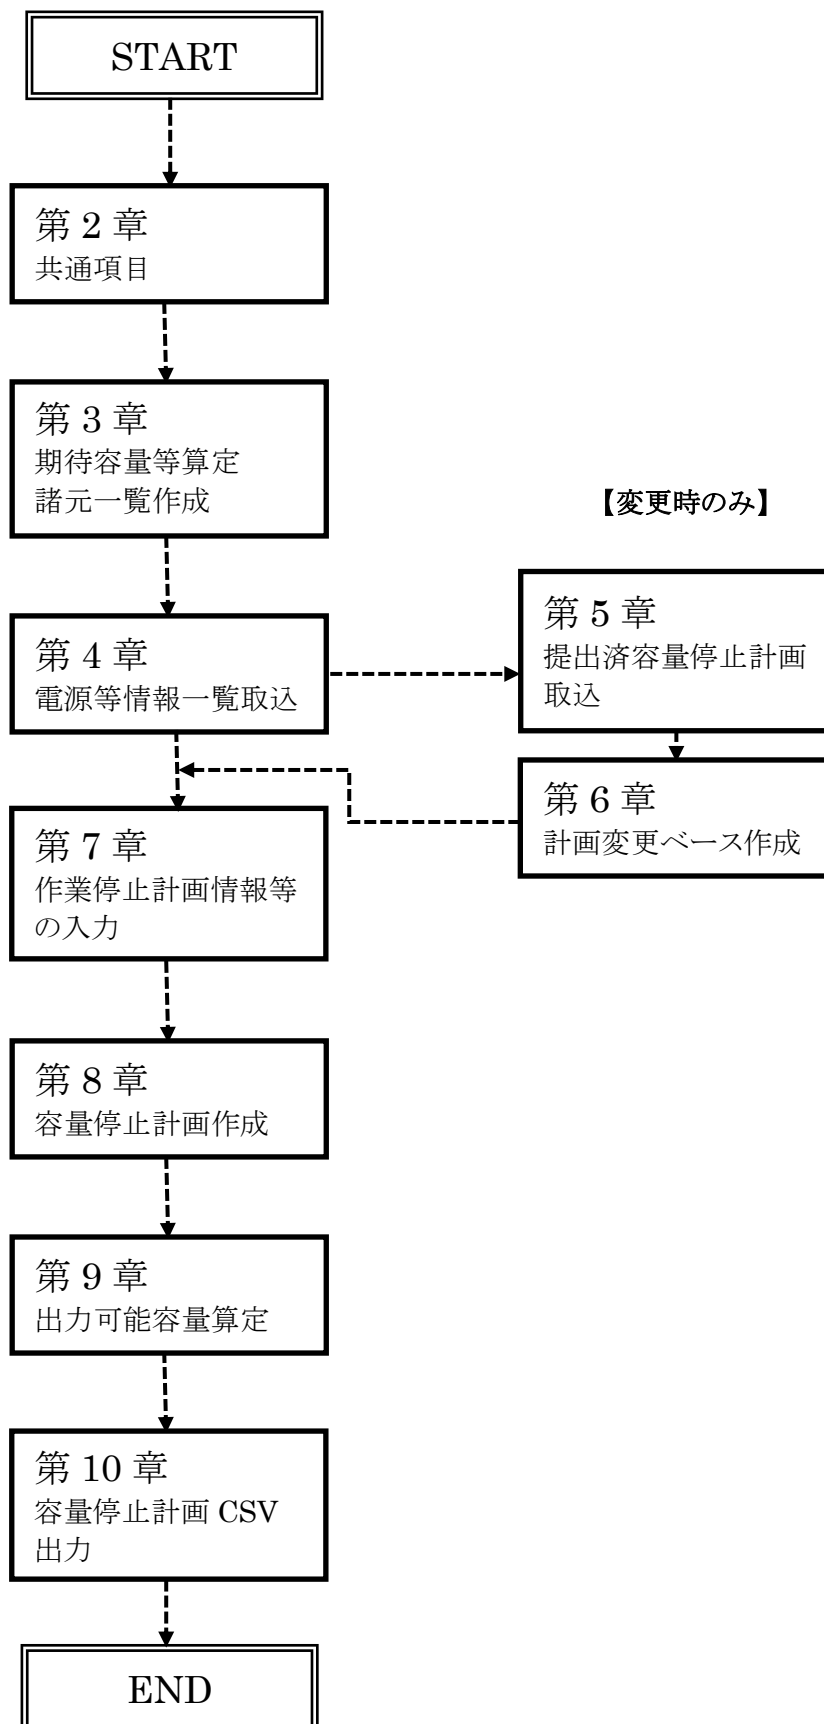 START
第 2 章
共通項目
第 3 章
期待容量等算定
諸元一覧作成
【変更時のみ】
第 4 章
電源等情報一覧取込
第 5 章
提出済容量停止計画
取込
第 6 章
計画変更ベース作成
第 7 章
作業停止計画情報等
の入力
第 8 章
容量停止計画作成
第 9 章
出力可能容量算定
第 10 章
容量停止計画 CSV
出力
END